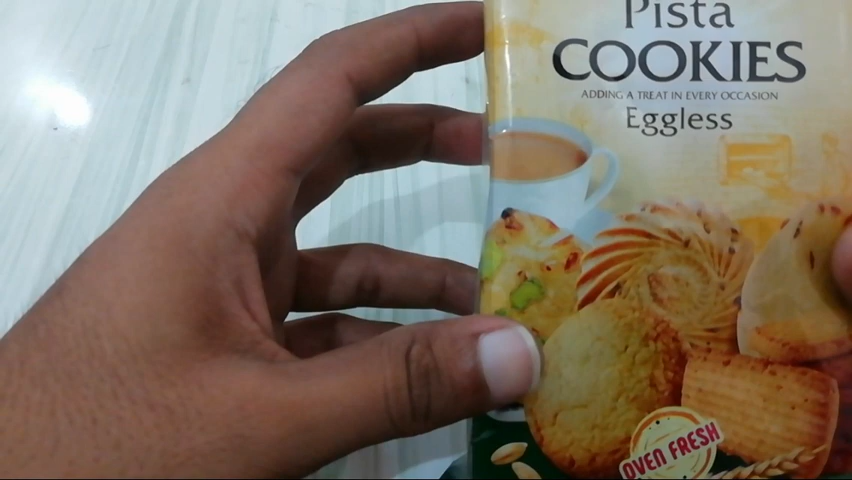 Pista
COOKIES
ADDING A TREAT IN EVERY OCCASION
Eggless
OVEN FRESH